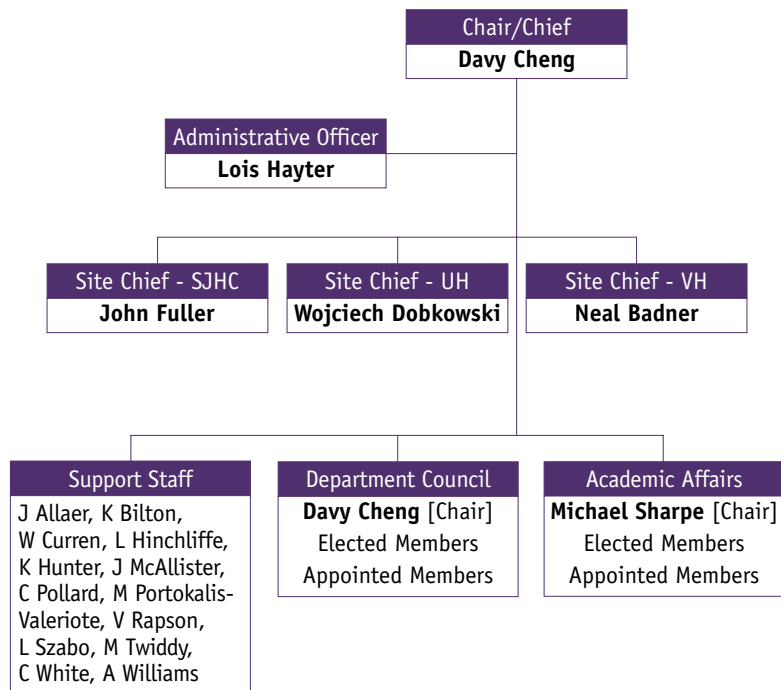 Chair/Chief
Davy Cheng
Administrative Officer
Lois Hayter
Site Chief - SJHC
John Fuller
Site Chief - UH
Wojciech Dobkowski
Site Chief - VH
Neal Badner
Support Staff
J Allaer, K Bilton,
W Curren, L Hinchliffe,
K Hunter, J McAllister,
C Pollard, M Portokalis-
Valeriote, V Rapson,
L Szabo, M Twiddy,
C White, A Williams
Department Council
Davy Cheng [Chair]
Elected Members
Appointed Members
Academic Affairs
Michael Sharpe [Chair]
Elected Members
Appointed Members